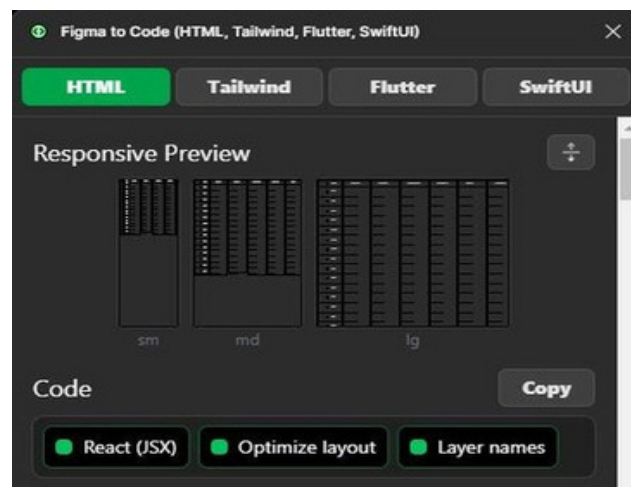 Figma to Code (HTML, Tailwind, Flutter, SwiftUI)
HTML Tailwind Flutter SwiftUI
Responsive Preview
sm md lg
Code Copy
React (JSX) Optimize layout Layer names